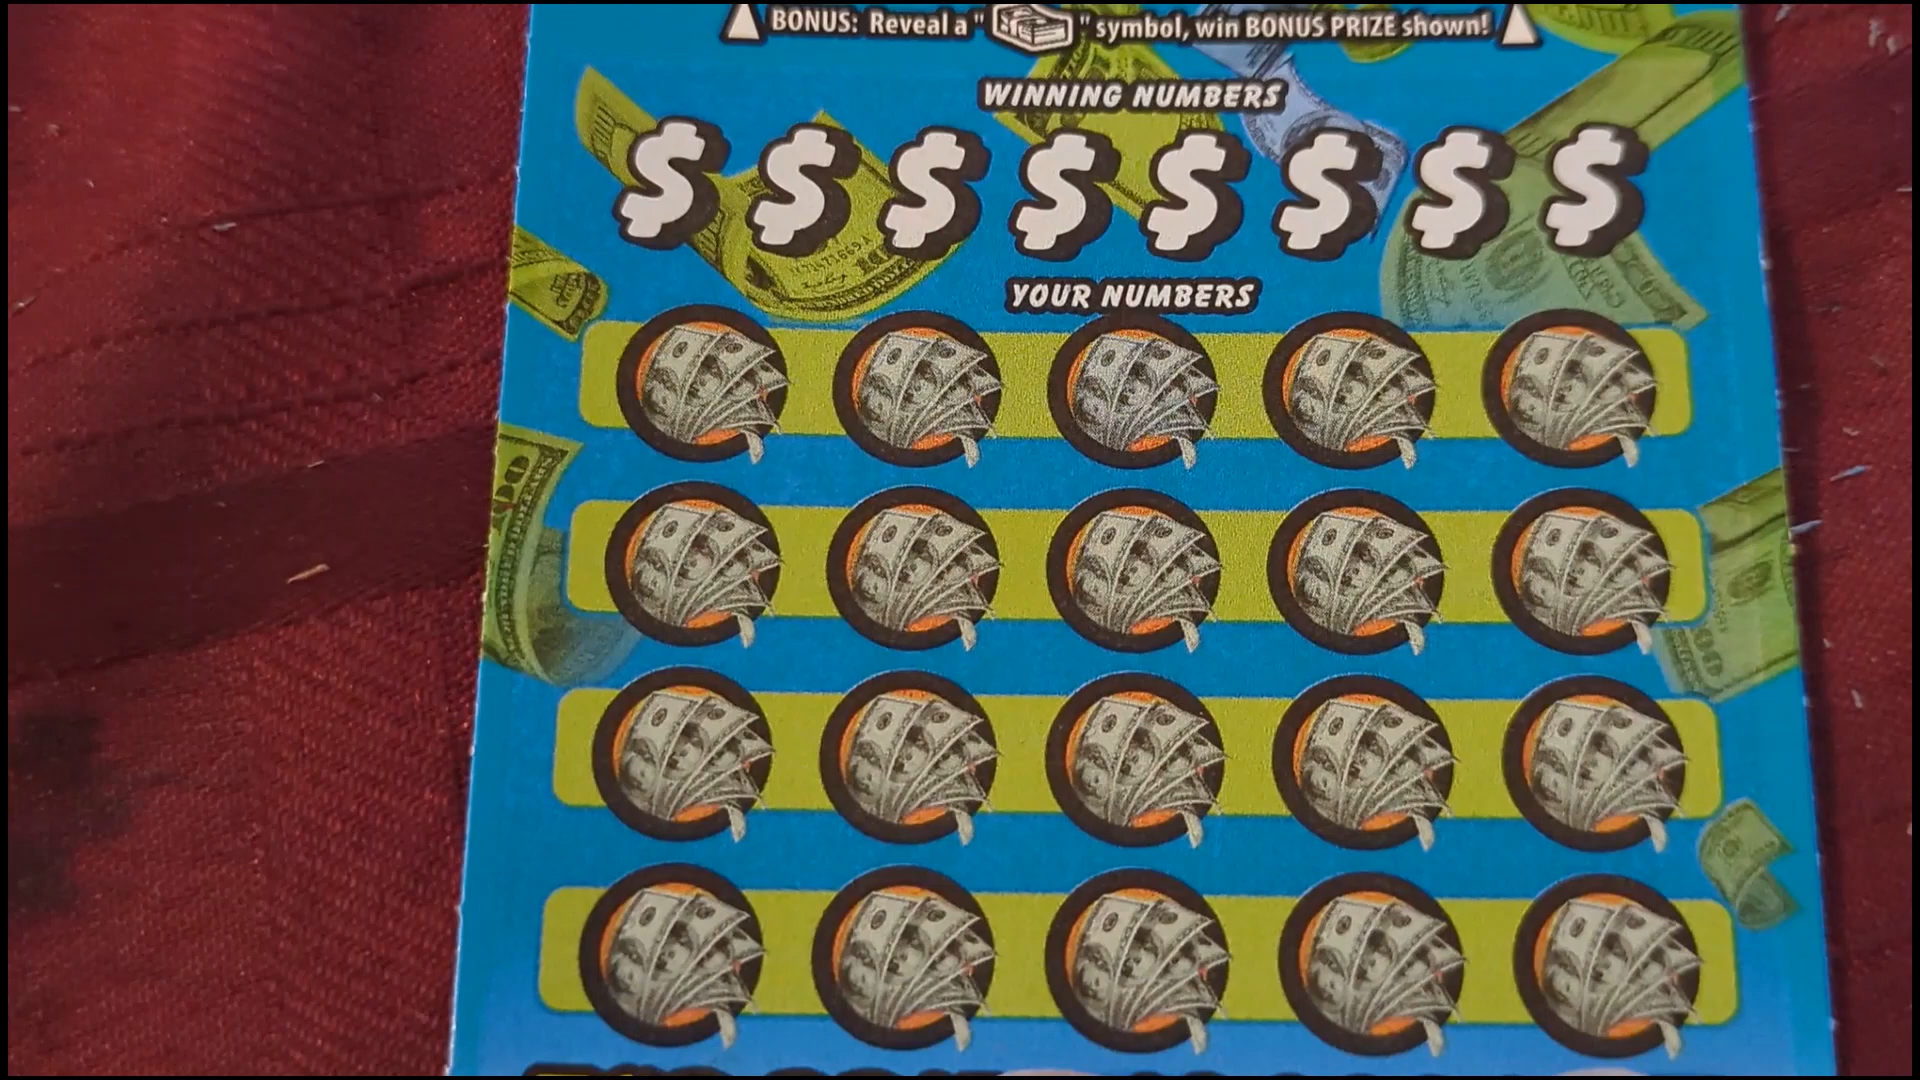 BONUS: Reveal a " " symbol, win BONUS PRIZE shown!
WINNING NUMBERS
$ $ $ $ $ $ $ $
YOUR NUMBERS